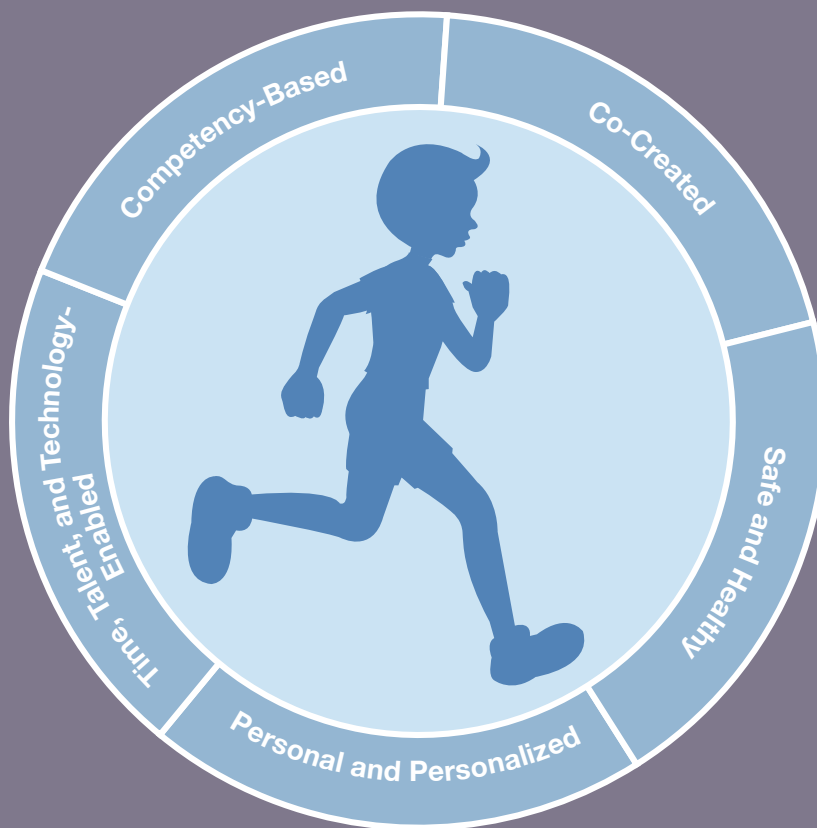 Competency-Based
Co-Created
Safe and Healthy
Personal and Personalized
Time, Talent, and Technology-
Enabled